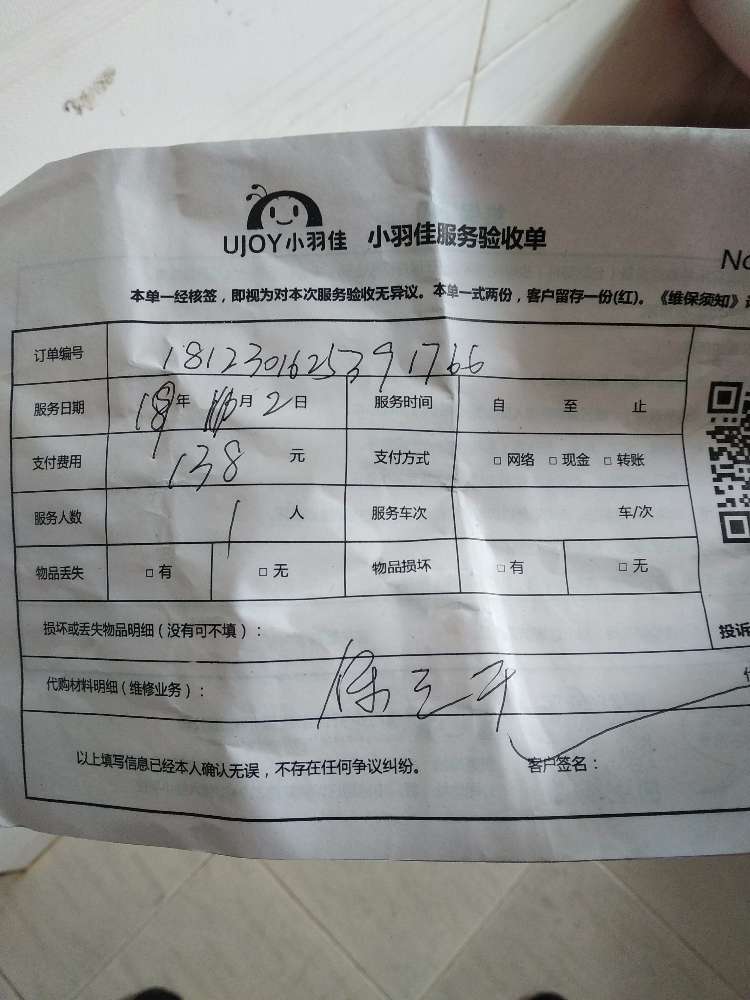 UJOY小羽佳 小羽佳服务验收单
No
本单一经核签，即视为对本次服务验收无异议。本单一式两份，客户留存一份(红)。《维保须知》
订单编号 1812301625391766
服务日期 年 月 2 日 服务时间 自 至 止
支付费用 138 元 支付方式 □ 网络 □ 现金 □ 转账
服务人数 1 人 服务车次 车/次
物品丢失 □ 有 □ 无 物品损坏 □ 有 □ 无
损坏或丢失物品明细（没有可不填）：
投诉
代购材料明细（维修业务）：
以上填写信息已经本人确认无误，不存在任何争议纠纷。 客户签名：